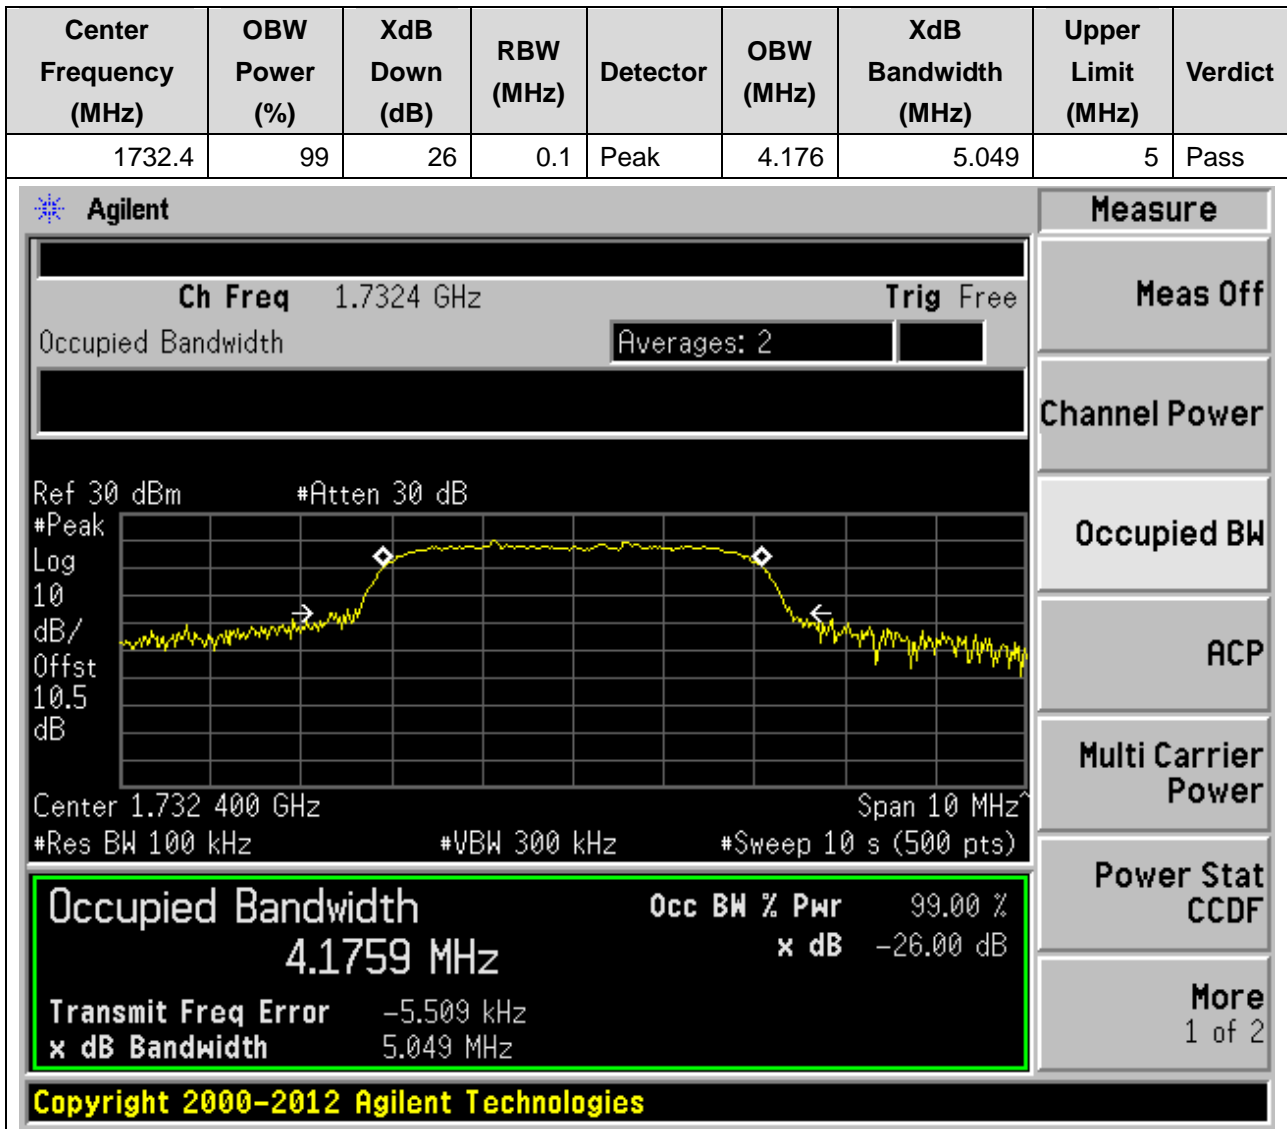 Center Frequency (MHz) OBW Power (%) XdB Down (dB) RBW (MHz) Detector OBW (MHz) XdB Bandwidth (MHz) Upper Limit (MHz) Verdict
1732.4 99 26 0.1 Peak 4.176 5.049 5 Pass
Agilent
Measure
Ch Freq 1.7324 GHz Trig Free
Meas Off
Occupied Bandwidth Averages: 2
Channel Power
Ref 30 dBm #Atten 30 dB
#Peak
Log
10
dB/
Offst
10.5
dB
Occupied BW
ACP
Multi Carrier
Power
Center 1.732 400 GHz Span 10 MHz^
#Res BW 100 kHz #VBW 300 kHz #Sweep 10 s (500 pts)
Power Stat
CCDF
Occupied Bandwidth Occ BW % Pwr 99.00 %
4.1759 MHz x dB -26.00 dB
Transmit Freq Error -5.509 kHz
x dB Bandwidth 5.049 MHz
More
1 of 2
Copyright 2000-2012 Agilent Technologies